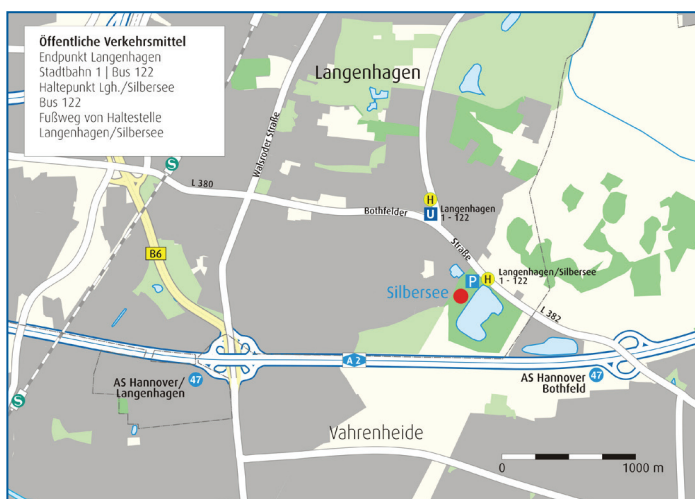 Öffentliche Verkehrsmittel
Endpunkt Langenhagen
Stadtbahn 1 | Bus 122
Haltepunkt Lgh./Silbersee
Bus 122
Fußweg von Haltestelle
Langenhagen/Silbersee
Langenhagen
Walsroder Straße
S
L 380
H
U
Langenhagen
1 - 122
Bothfelder
Straße
B6
P
H
Langenhagen/Silbersee
1 - 122
Silbersee
L 382
A 2
AS Hannover/
Langenhagen
47
AS Hannover
Bothfeld
47
S
Vahrenheide
0
1000 m